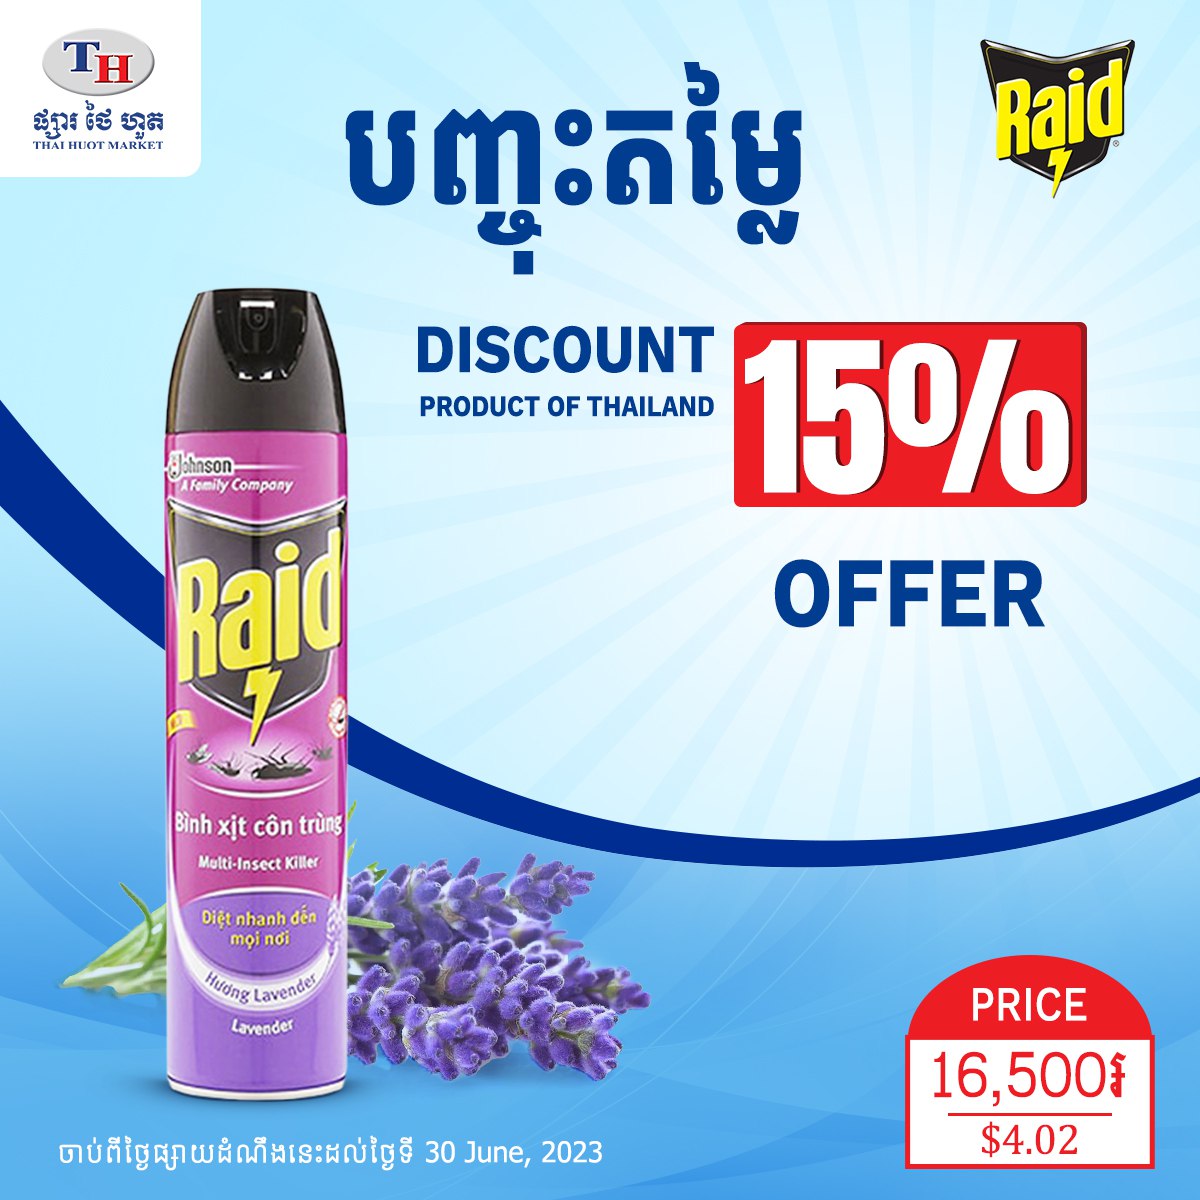 TH
ផ្សារ ថៃ ហួត
THAI HUOT MARKET
Raid
បញ្ចុះតម្លៃ
DISCOUNT
PRODUCT OF THAILAND
15%
OFFER
Johnson
A Family Company
Raid
Bình xịt côn trùng
Multi-Insect Killer
Diệt nhanh đến
mọi nơi
Hương Lavender
Lavender
PRICE
16,500៛
$4.02
ចាប់ពីថ្ងៃផ្សាយដំណឹងនេះដល់ថ្ងៃទី 30 June, 2023